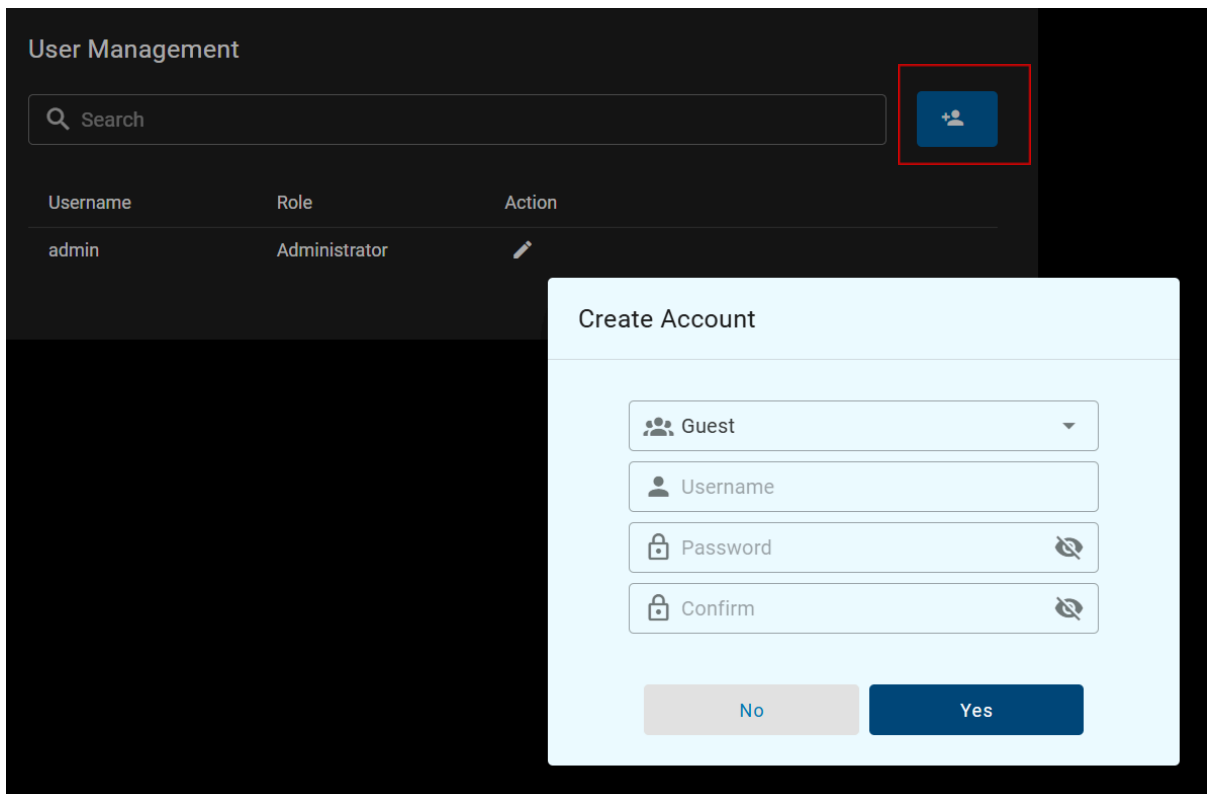 User Management
Search
Username Role Action
admin Administrator
Create Account
Guest
Username
Password
Confirm
No Yes